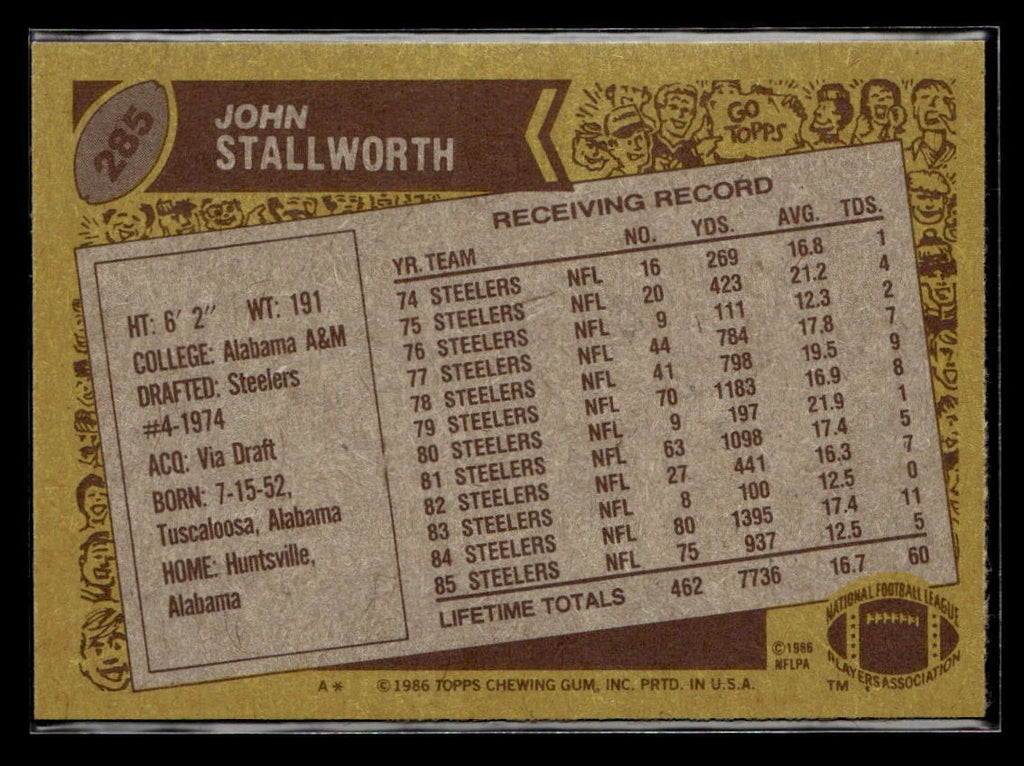 285
JOHN
STALLWORTH
GO
TOPPS
HT: 6' 2" WT: 191
COLLEGE: Alabama A&M
DRAFTED: Steelers
#4-1974
ACQ: Via Draft
BORN: 7-15-52,
Tuscaloosa, Alabama
HOME: Huntsville,
Alabama
RECEIVING RECORD
YR. TEAM NO. YDS. AVG. TDS.
74 STEELERS NFL 16 269 16.8 1
75 STEELERS NFL 20 423 21.2 4
76 STEELERS NFL 9 111 12.3 2
77 STEELERS NFL 44 784 17.8 7
78 STEELERS NFL 41 798 19.5 9
79 STEELERS NFL 70 1183 16.9 8
80 STEELERS NFL 9 197 21.9 1
81 STEELERS NFL 63 1098 17.4 5
82 STEELERS NFL 27 441 16.3 7
83 STEELERS NFL 8 100 12.5 0
84 STEELERS NFL 80 1395 17.4 11
85 STEELERS NFL 75 937 12.5 5
LIFETIME TOTALS 462 7736 16.7 60
©1986
NFLPA
NATIONAL FOOTBALL LEAGUE
PLAYERS ASSOCIATION
TM
A* ©1986 TOPPS CHEWING GUM, INC. PRTD. IN U.S.A.